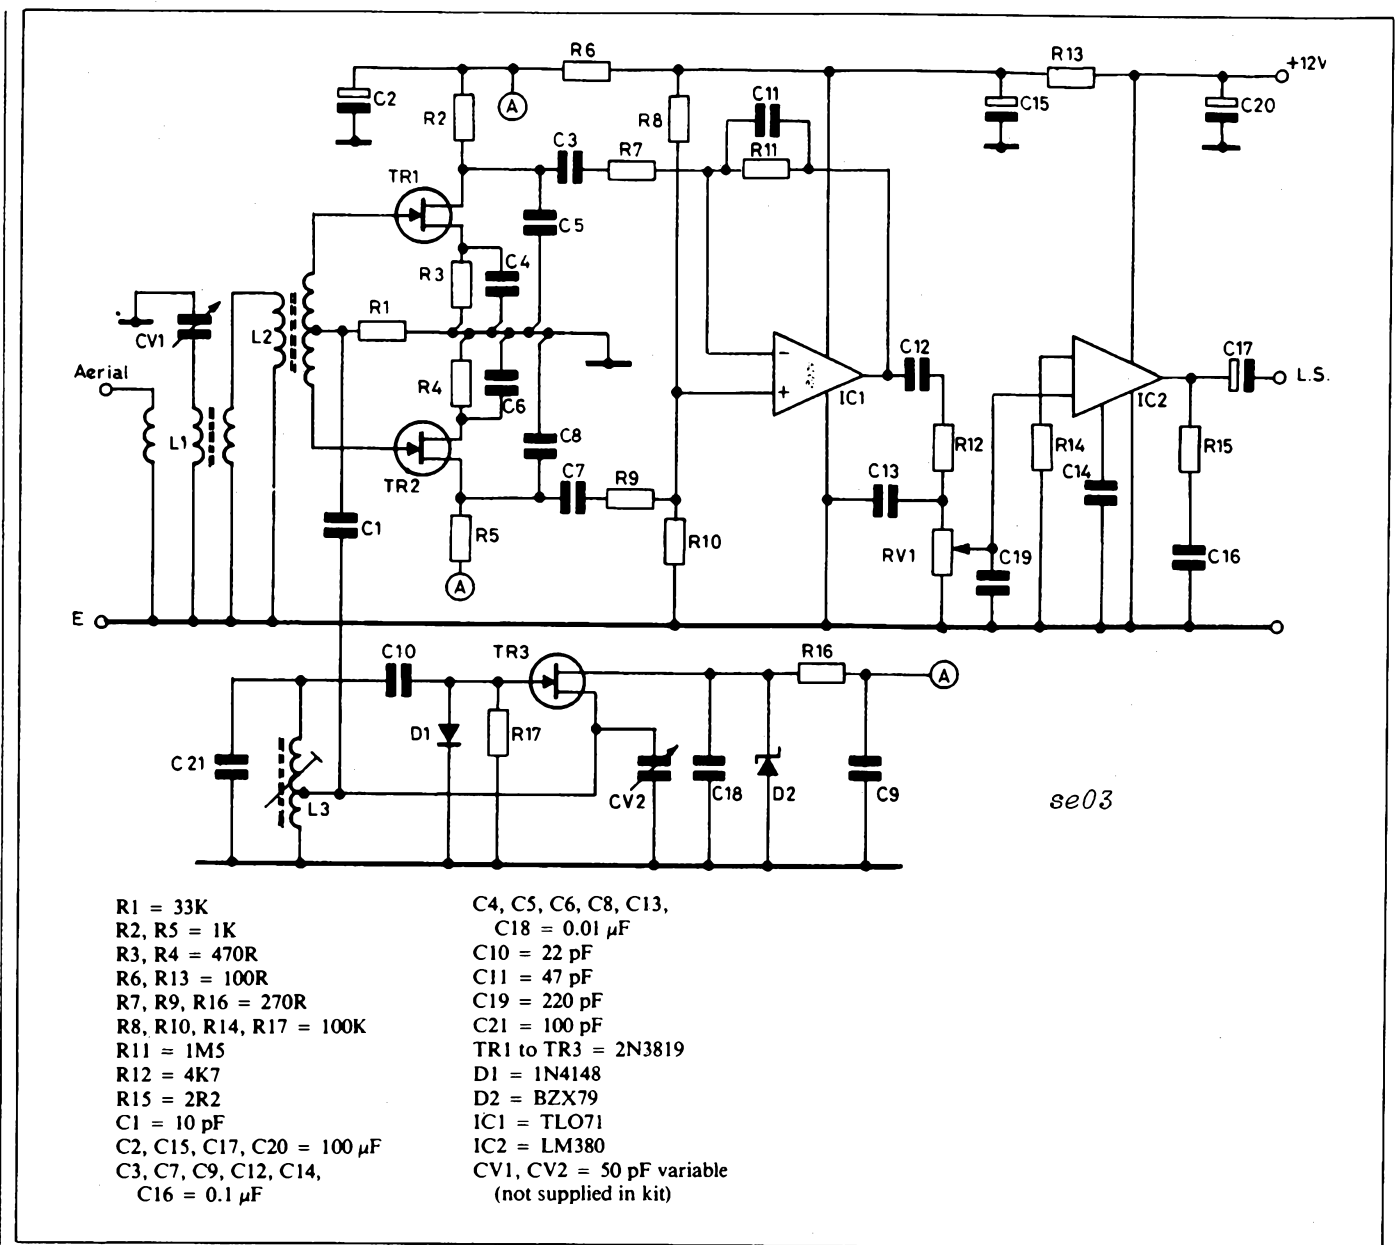 R6
R13
+12V
C2
R2
A
R8
C11
C15
C20
C3
R7
R11
TR1
C5
R3
C4
R1
CV1
L2
Aerial
R4
C6
IC1
C12
IC2
C17
L.S.
L1
TR2
C8
C7
R9
C13
R12
R14
C14
R15
C1
R5
R10
RV1
C19
C16
A
E
C10
TR3
R16
A
D1
R17
C21
L3
CV2
C18
D2
C9
se03
R1 = 33K
R2, R5 = 1K
R3, R4 = 470R
R6, R13 = 100R
R7, R9, R16 = 270R
R8, R10, R14, R17 = 100K
R11 = 1M5
R12 = 4K7
R15 = 2R2
C1 = 10 pF
C2, C15, C17, C20 = 100 µF
C3, C7, C9, C12, C14,
C16 = 0.1 µF
C4, C5, C6, C8, C13,
C18 = 0.01 µF
C10 = 22 pF
C11 = 47 pF
C19 = 220 pF
C21 = 100 pF
TR1 to TR3 = 2N3819
D1 = 1N4148
D2 = BZX79
IC1 = TLO71
IC2 = LM380
CV1, CV2 = 50 pF variable
(not supplied in kit)